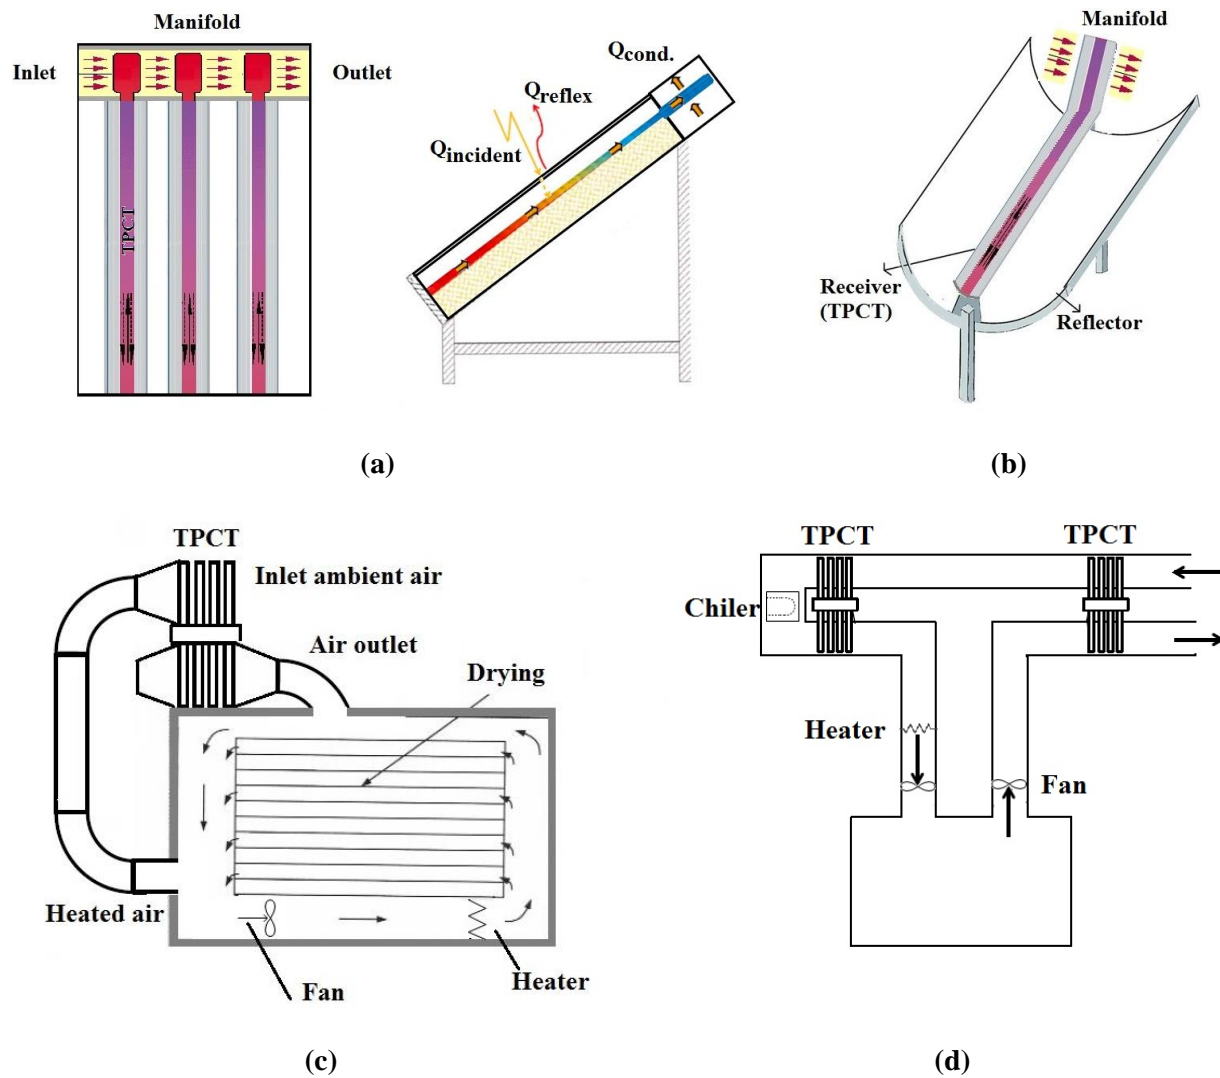 Manifold
Inlet
Outlet
TPCT
Qcond.
Qreflex
Qincident
Manifold
Receiver
(TPCT)
Reflector
(a)
(b)
TPCT
Inlet ambient air
Air outlet
Drying
Heated air
Fan
Heater
TPCT
TPCT
Chiler
Heater
Fan
(c)
(d)